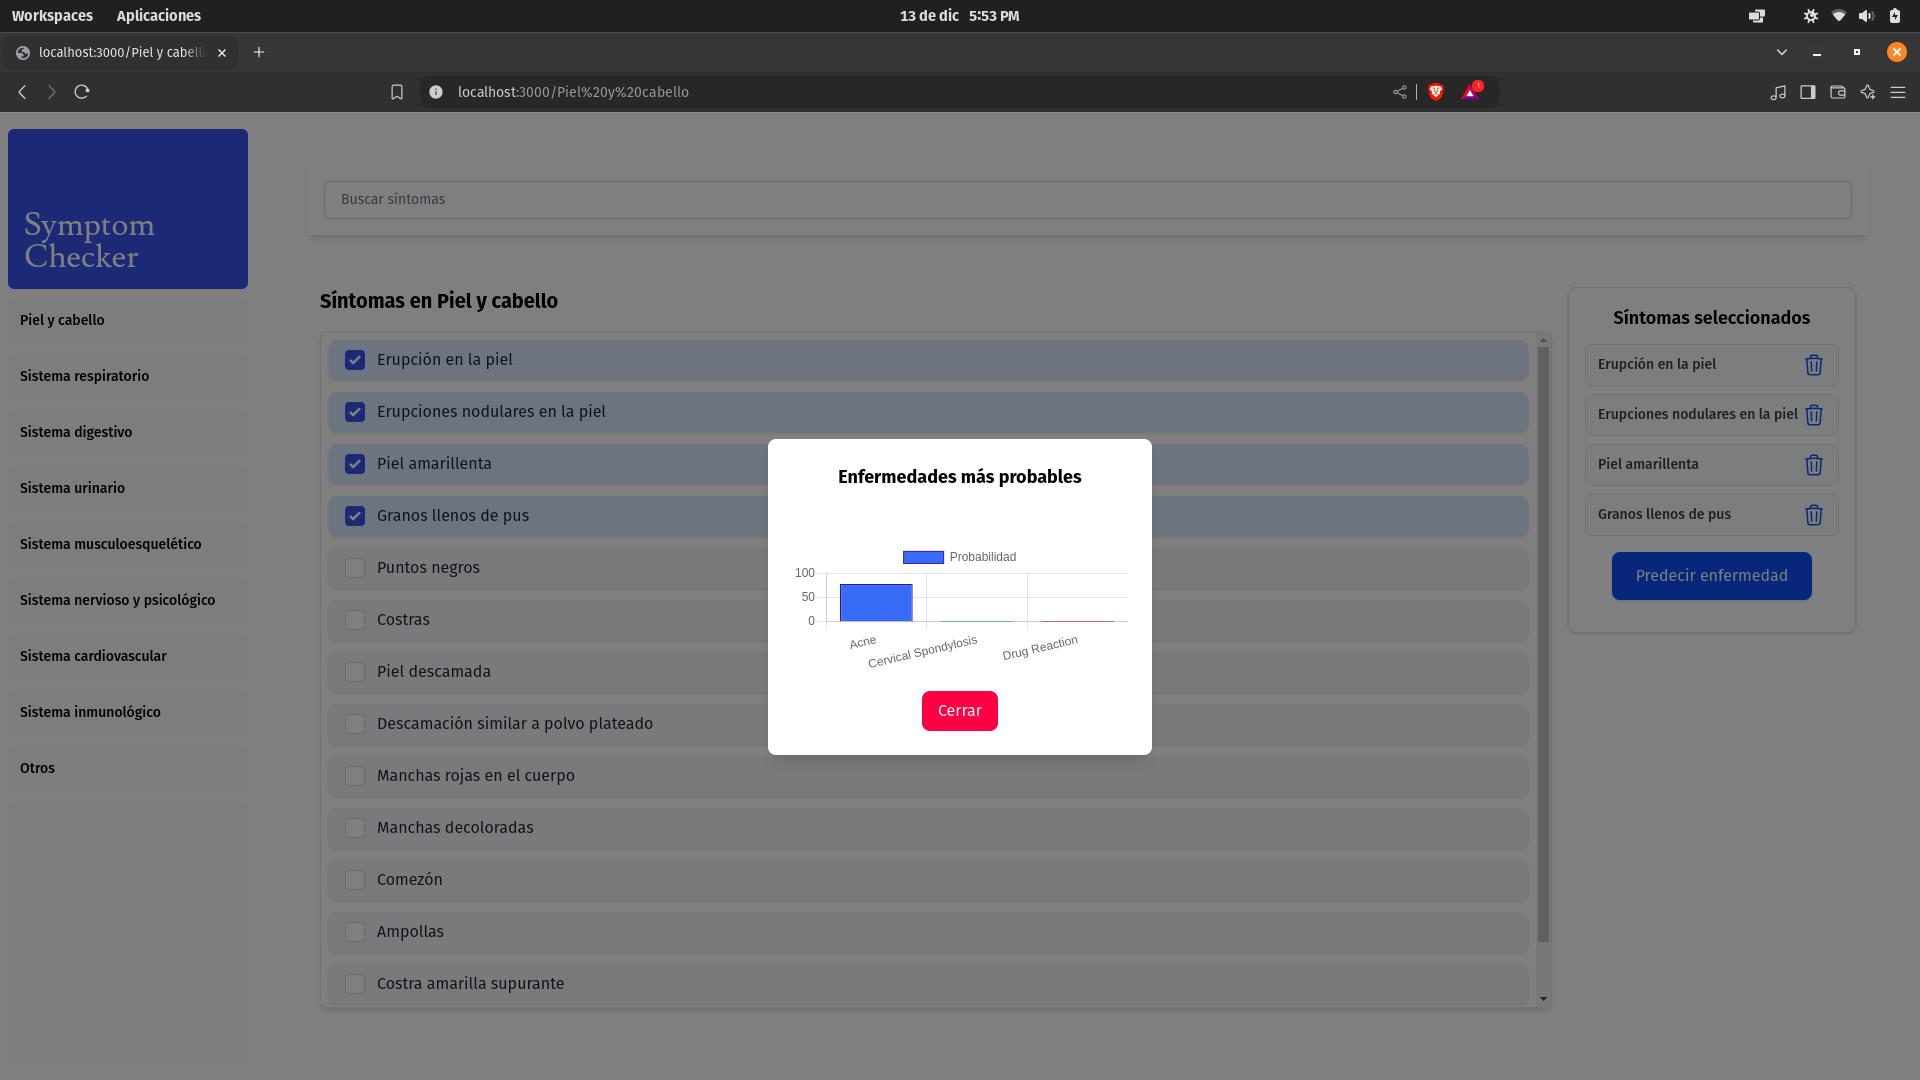 Workspaces Aplicaciones 13 de dic 5:53 PM
localhost:3000/Piel y cabell
localhost:3000/Piel%20y%20cabello 1
Symptom
Checker
Piel y cabello
Sistema respiratorio
Sistema digestivo
Sistema urinario
Sistema musculoesquelético
Sistema nervioso y psicológico
Sistema cardiovascular
Sistema inmunológico
Otros
Buscar síntomas
Síntomas en Piel y cabello
Erupción en la piel
Erupciones nodulares en la piel
Piel amarillenta
Granos llenos de pus
Puntos negros
Costras
Piel descamada
Descamación similar a polvo plateado
Manchas rojas en el cuerpo
Manchas decoloradas
Comezón
Ampollas
Costra amarilla supurante
Enfermedades más probables
Probabilidad
100
50
0
Acne
Cervical Spondylosis
Drug Reaction
Cerrar
Síntomas seleccionados
Erupción en la piel
Erupciones nodulares en la piel
Piel amarillenta
Granos llenos de pus
Predecir enfermedad